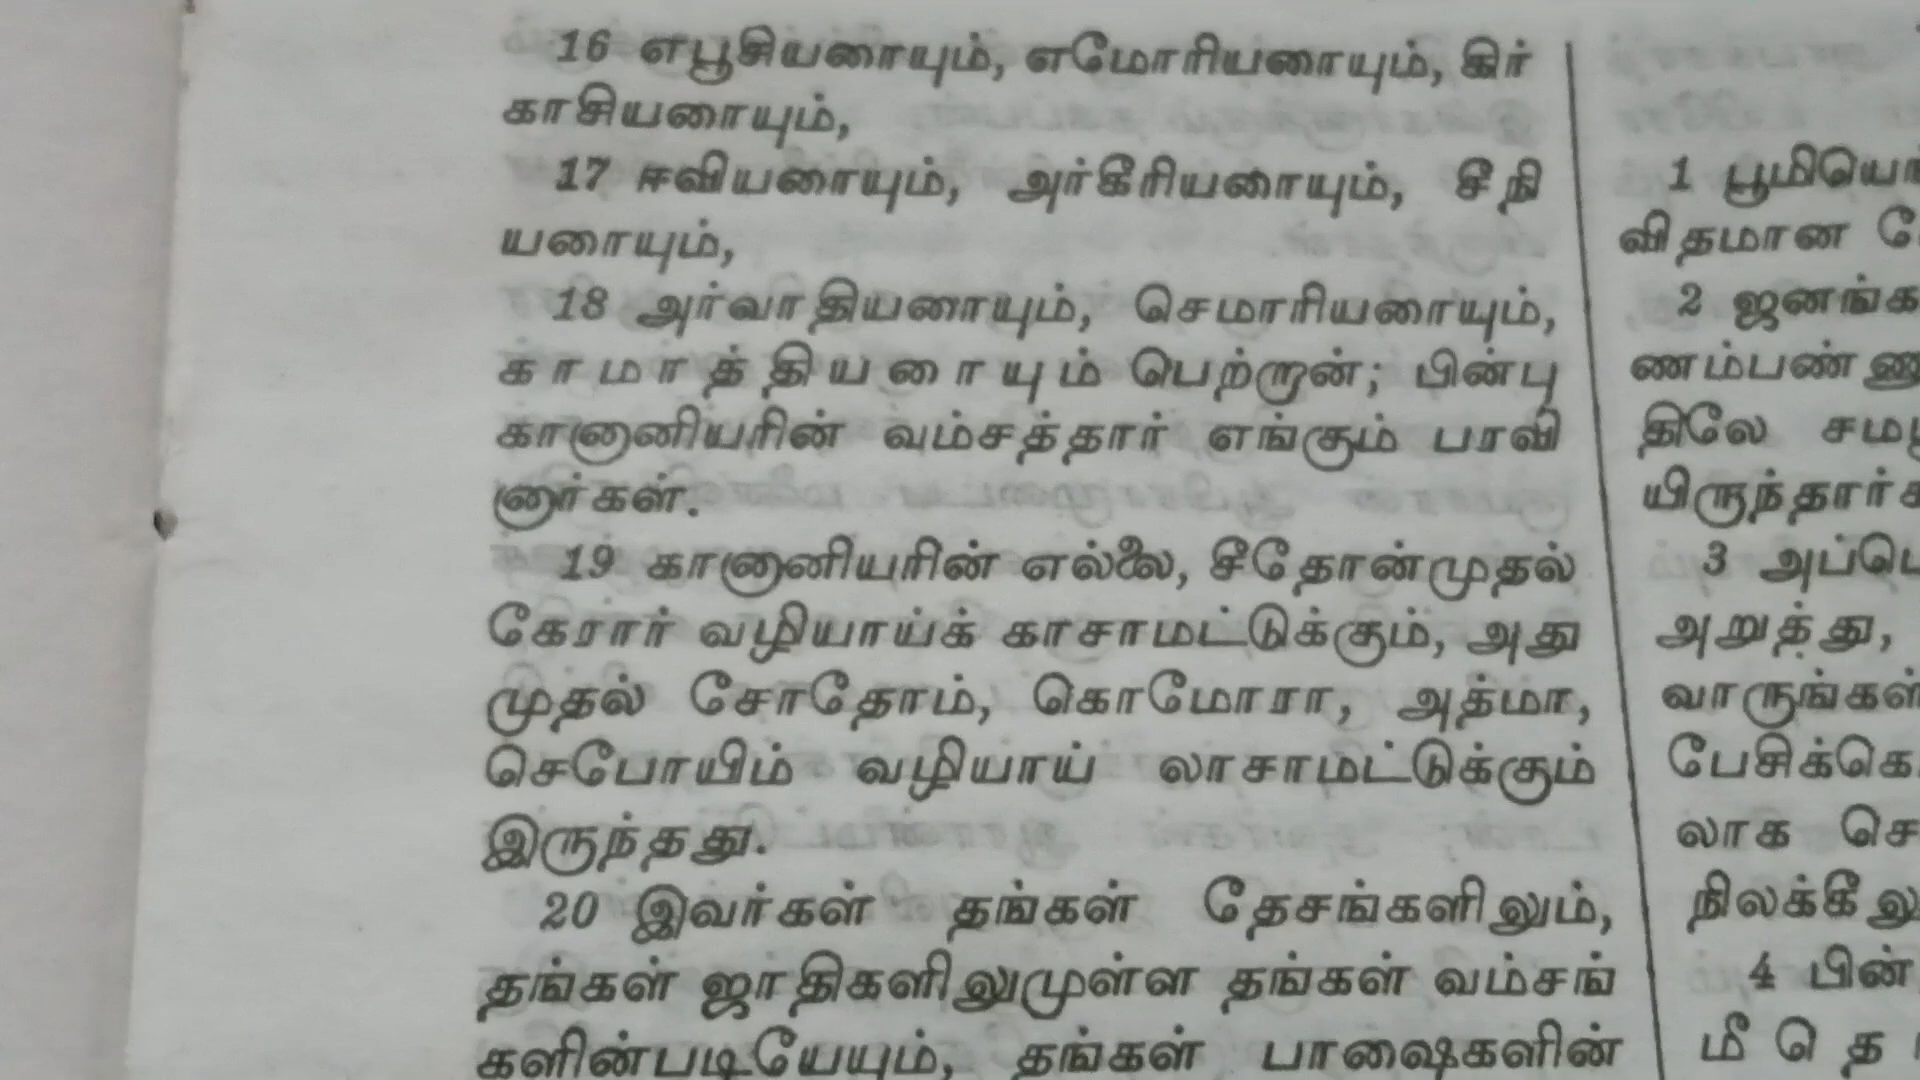 16 எபூசியரையும், எமோரியரையும், கிர்
காசியரையும்,
17 ஈவியரையும், அர்கீரியரையும், சீநி
யரையும்,
18 அர்வாதியரையும், செமாரியரையும்,
காமாத்தியரையும் பெற்றான்; பின்பு
கானானியரின் வம்சத்தார் எங்கும் பரவி
னார்கள்.
19 கானானியரின் எல்லை, சீதோன்முதல்
கேரார் வழியாய்க் காசாமட்டுக்கும், அது
முதல் சோதோம், கொமோரா, அத்மா,
செபோயிம் வழியாய் லாசாமட்டுக்கும்
இருந்தது.
20 இவர்கள் தங்கள் தேசங்களிலும்,
தங்கள் ஜாதிகளிலுமுள்ள தங்கள் வம்சங்
களின்படியேயும், தங்கள் பாஷைகளின்
1
விதமான
2
3
அறுத்து,
லாக
4